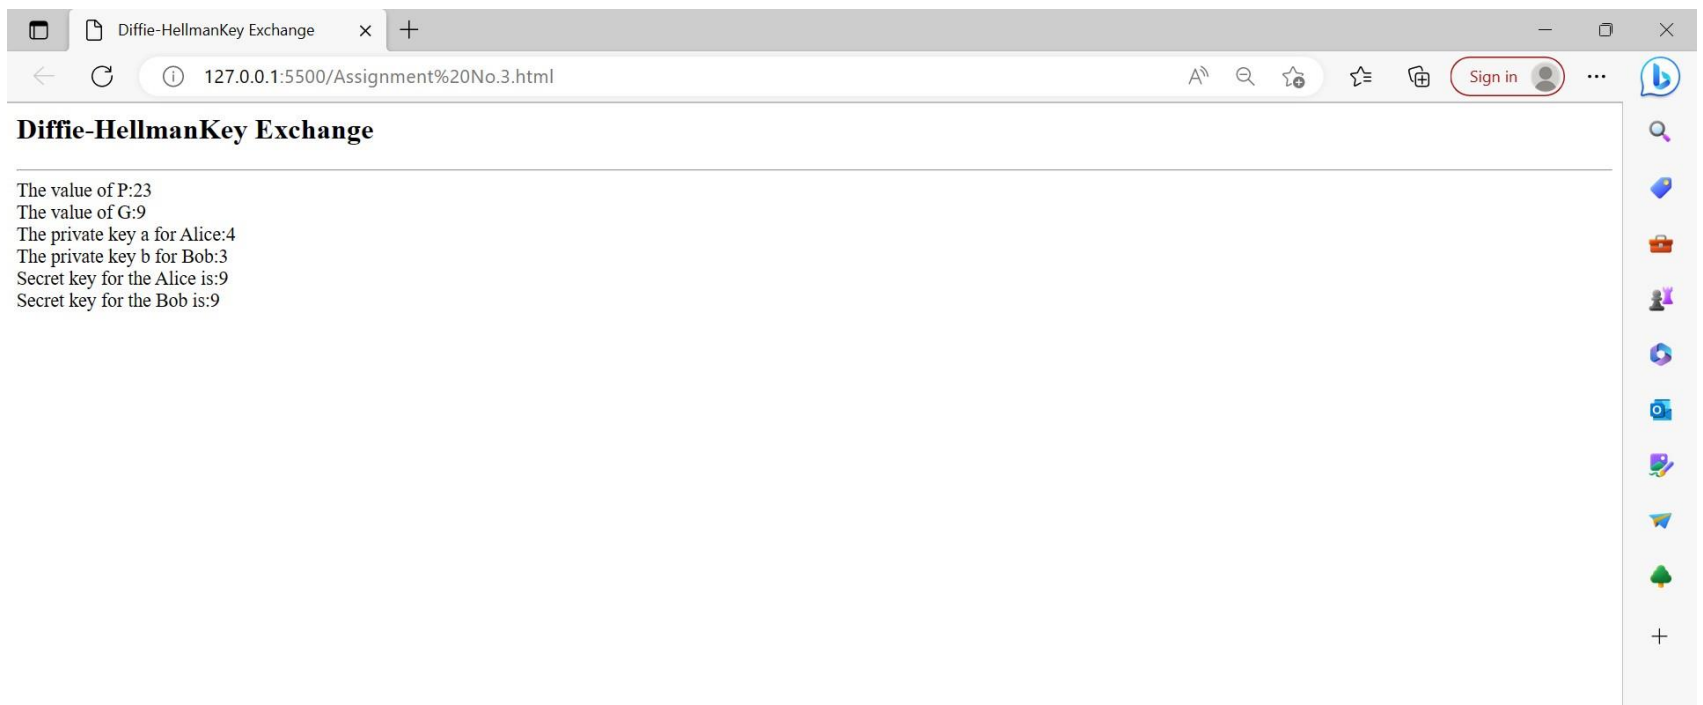 Diffie-HellmanKey Exchange
127.0.0.1:5500/Assignment%20No.3.html
Sign in
Diffie-HellmanKey Exchange
The value of P:23
The value of G:9
The private key a for Alice:4
The private key b for Bob:3
Secret key for the Alice is:9
Secret key for the Bob is:9